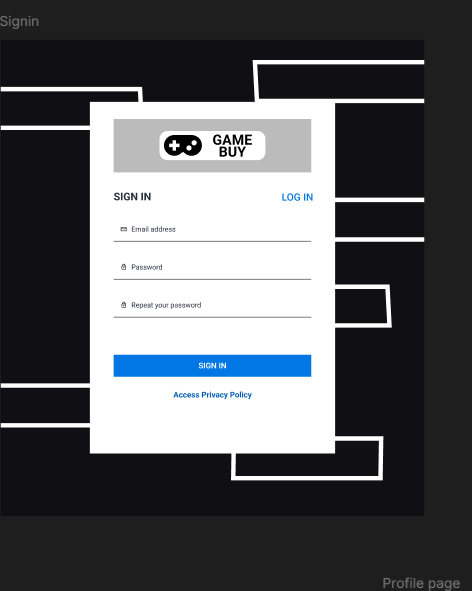 Signin
GAME
BUY
SIGN IN
LOG IN
Email address
Password
Repeat your password
SIGN IN
Access Privacy Policy
Profile page